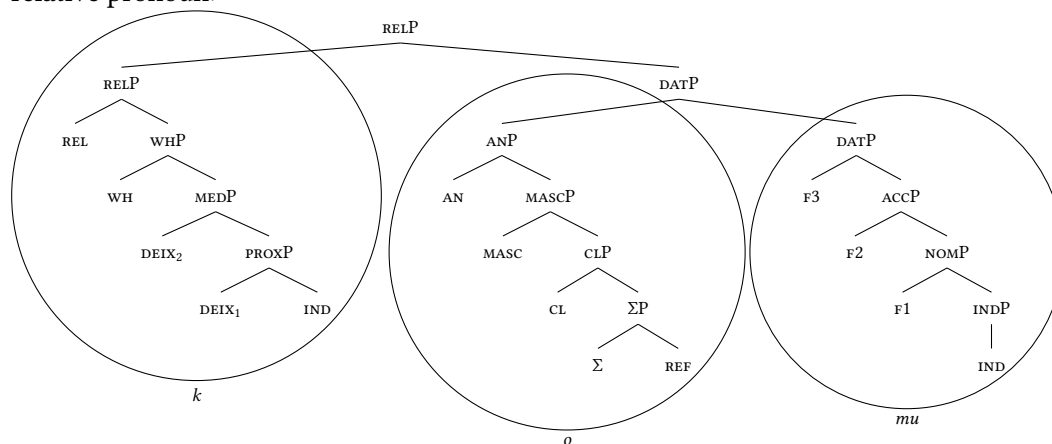 relative pronoun.
RELP
RELP DATP
REL WHP ANP DATP
WH MEDP AN MASCP F3 ACCP
DEIX₂ PROXP MASC CLP F2 NOMP
DEIX₁ IND CL ΣP F1 INDP
Σ REF IND
k
mu
o